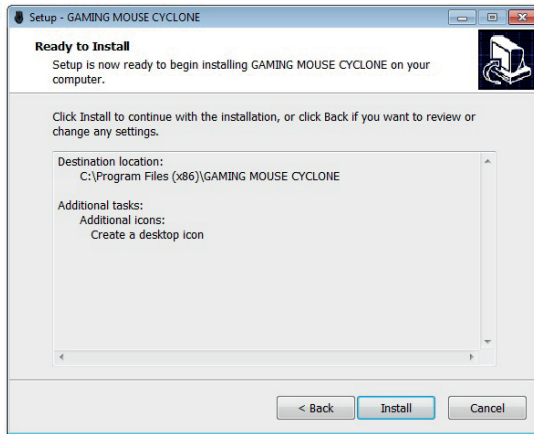 Setup - GAMING MOUSE CYCLONE
Ready to Install
Setup is now ready to begin installing GAMING MOUSE CYCLONE on your
computer.
Click Install to continue with the installation, or click Back if you want to review or
change any settings.
Destination location:
C:\Program Files (x86)\GAMING MOUSE CYCLONE
Additional tasks:
Additional icons:
Create a desktop icon
< Back
Install
Cancel